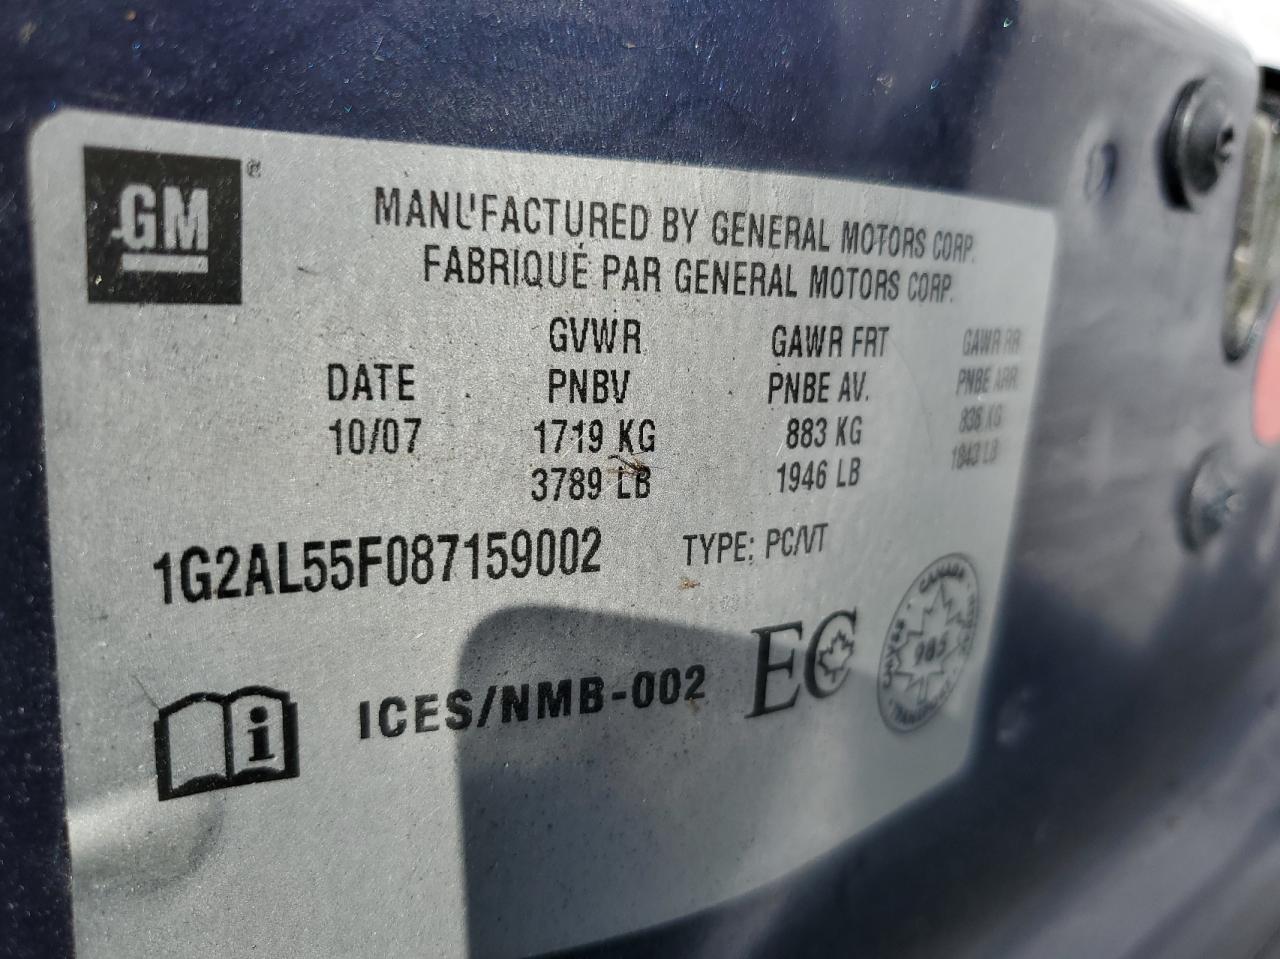 GM®
MANUFACTURED BY GENERAL MOTORS CORP.
FABRIQUÉ PAR GENERAL MOTORS CORP.
DATE GVWR PNBV GAWR FRT PNBE AV. GAWR RR PNBE ARR.
10/07 1719 KG 883 KG 836 KG
3789 LB 1946 LB 1843 LB
1G2AL55F087159002 TYPE: PC/VT
i ICES/NMB-002 EC
CANADA
905
TRANSPORT